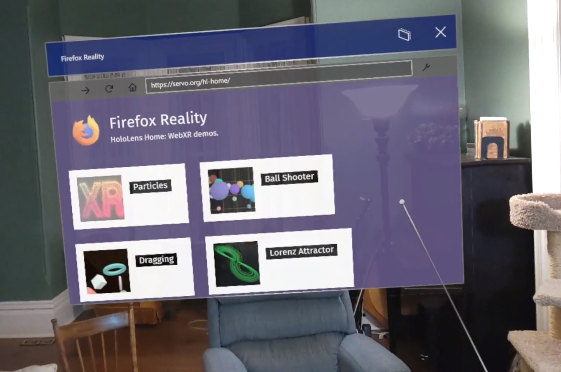 Firefox Reality
https://servo.org/hl-home/
Firefox Reality
HoloLens Home: WebXR demos.
XR
Particles
Ball Shooter
Dragging
Lorenz Attractor